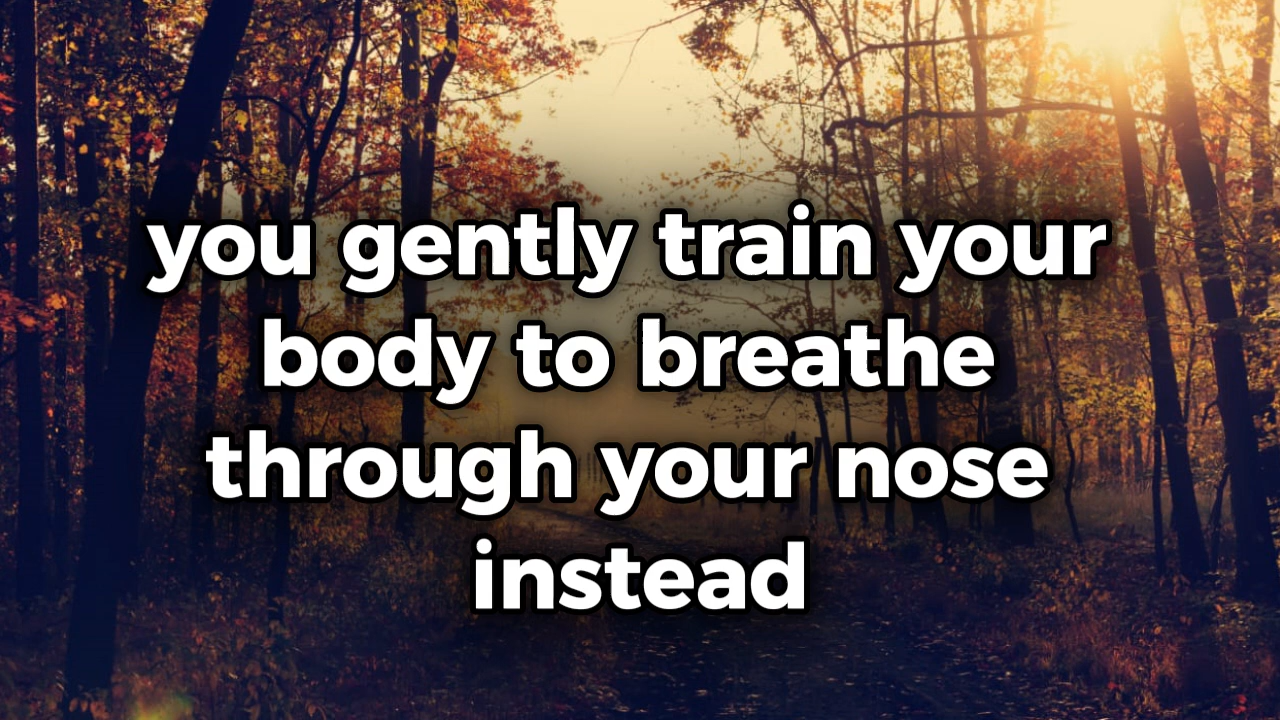 you gently train your
body to breathe
through your nose
instead